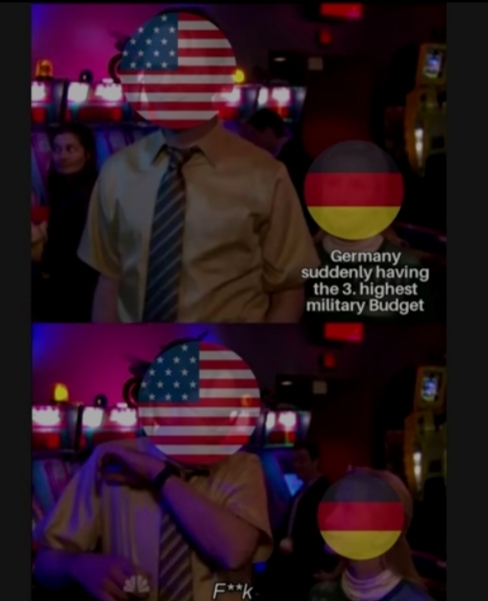 Germany
suddenly having
the 3. highest
military Budget
F**k